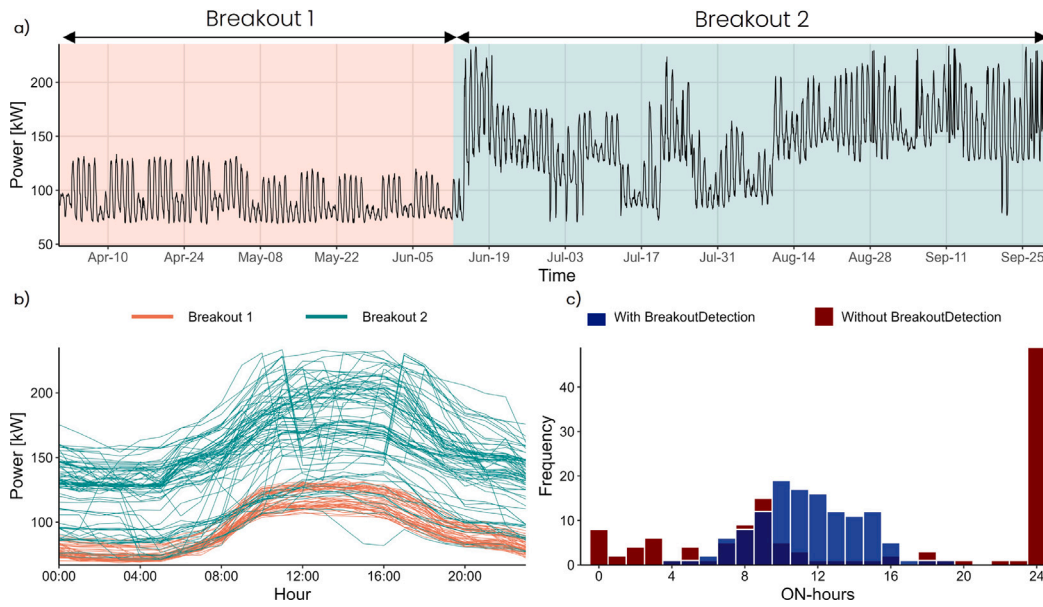 Breakout 1
Breakout 2
a)
Power [kW]
200
150
100
50
Apr-10 Apr-24 May-08 May-22 Jun-05 Jun-19 Jul-03 Jul-17 Jul-31 Aug-14 Aug-28 Sep-11 Sep-25
Time
b)
Breakout 1
Breakout 2
Power [kW]
200
150
100
00:00 04:00 08:00 12:00 16:00 20:00
Hour
c)
With BreakoutDetection
Without BreakoutDetection
Frequency
40
30
20
10
0
0 4 8 12 16 20 24
ON-hours